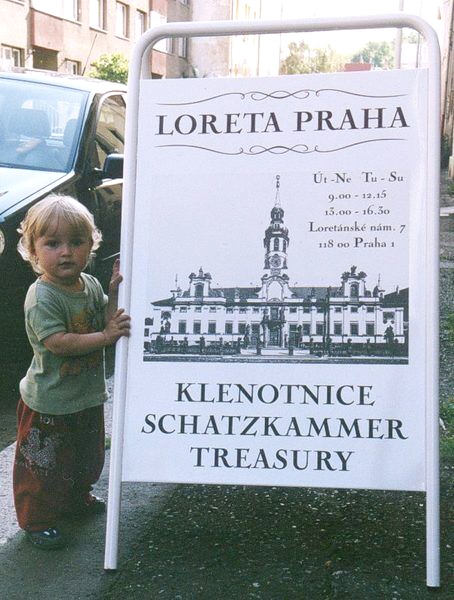 LORETA PRAHA
Út - Ne Tu - Su
9.00 - 12.15
13.00 - 16.30
Loretánské nám. 7
118 00 Praha 1
KLENOTNICE
SCHATZKAMMER
TREASURY